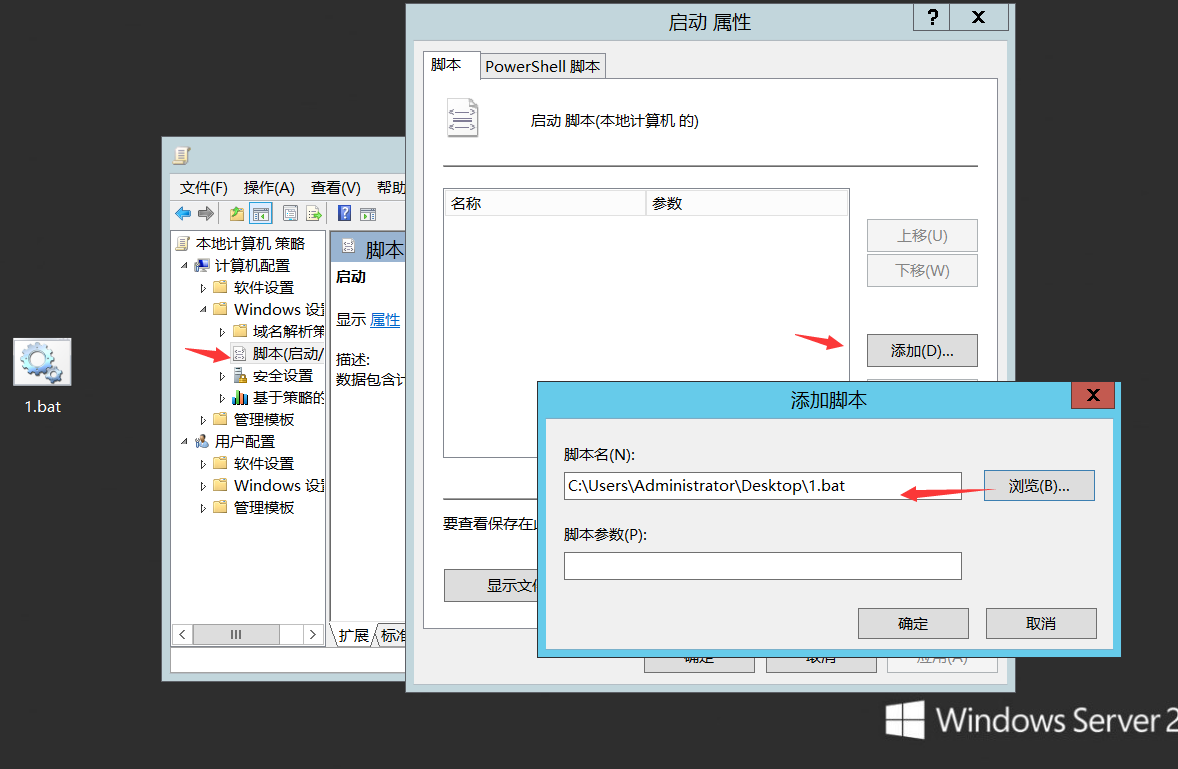 启动 属性
?
X
脚本
PowerShell 脚本
启动 脚本(本地计算机 的)
名称
参数
上移(U)
下移(W)
添加(D)...
要查看保存在
显示文
文件(F) 操作(A) 查看(V) 帮助
本地计算机 策略
计算机配置
软件设置
Windows 设
域名解析策
脚本(启动/
安全设置
基于策略的
管理模板
用户配置
软件设置
Windows 设
管理模板
脚本
启动
显示 属性
描述:
数据包含计
扩展
标准
添加脚本
X
脚本名(N):
C:\Users\Administrator\Desktop\1.bat
浏览(B)...
脚本参数(P):
确定
取消
确定
取消
应用(A)
1.bat
Windows Server 2